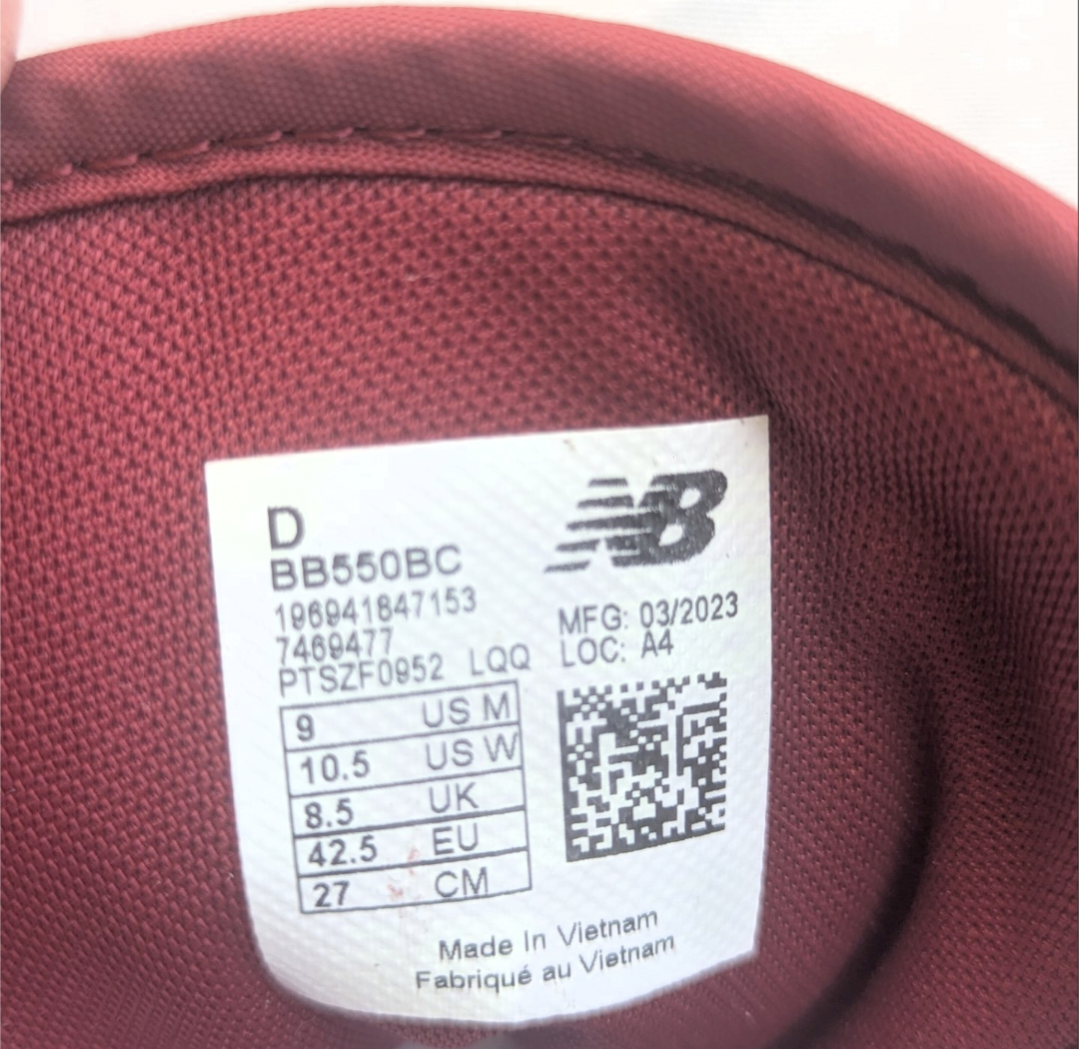 D
BB550BC
196941847153
7469477
PTSZF0952 LQQ
NB
MFG: 03/2023
LOC: A4
9 US M
10.5 US W
8.5 UK
42.5 EU
27 CM
Made In Vietnam
Fabriqué au Vietnam